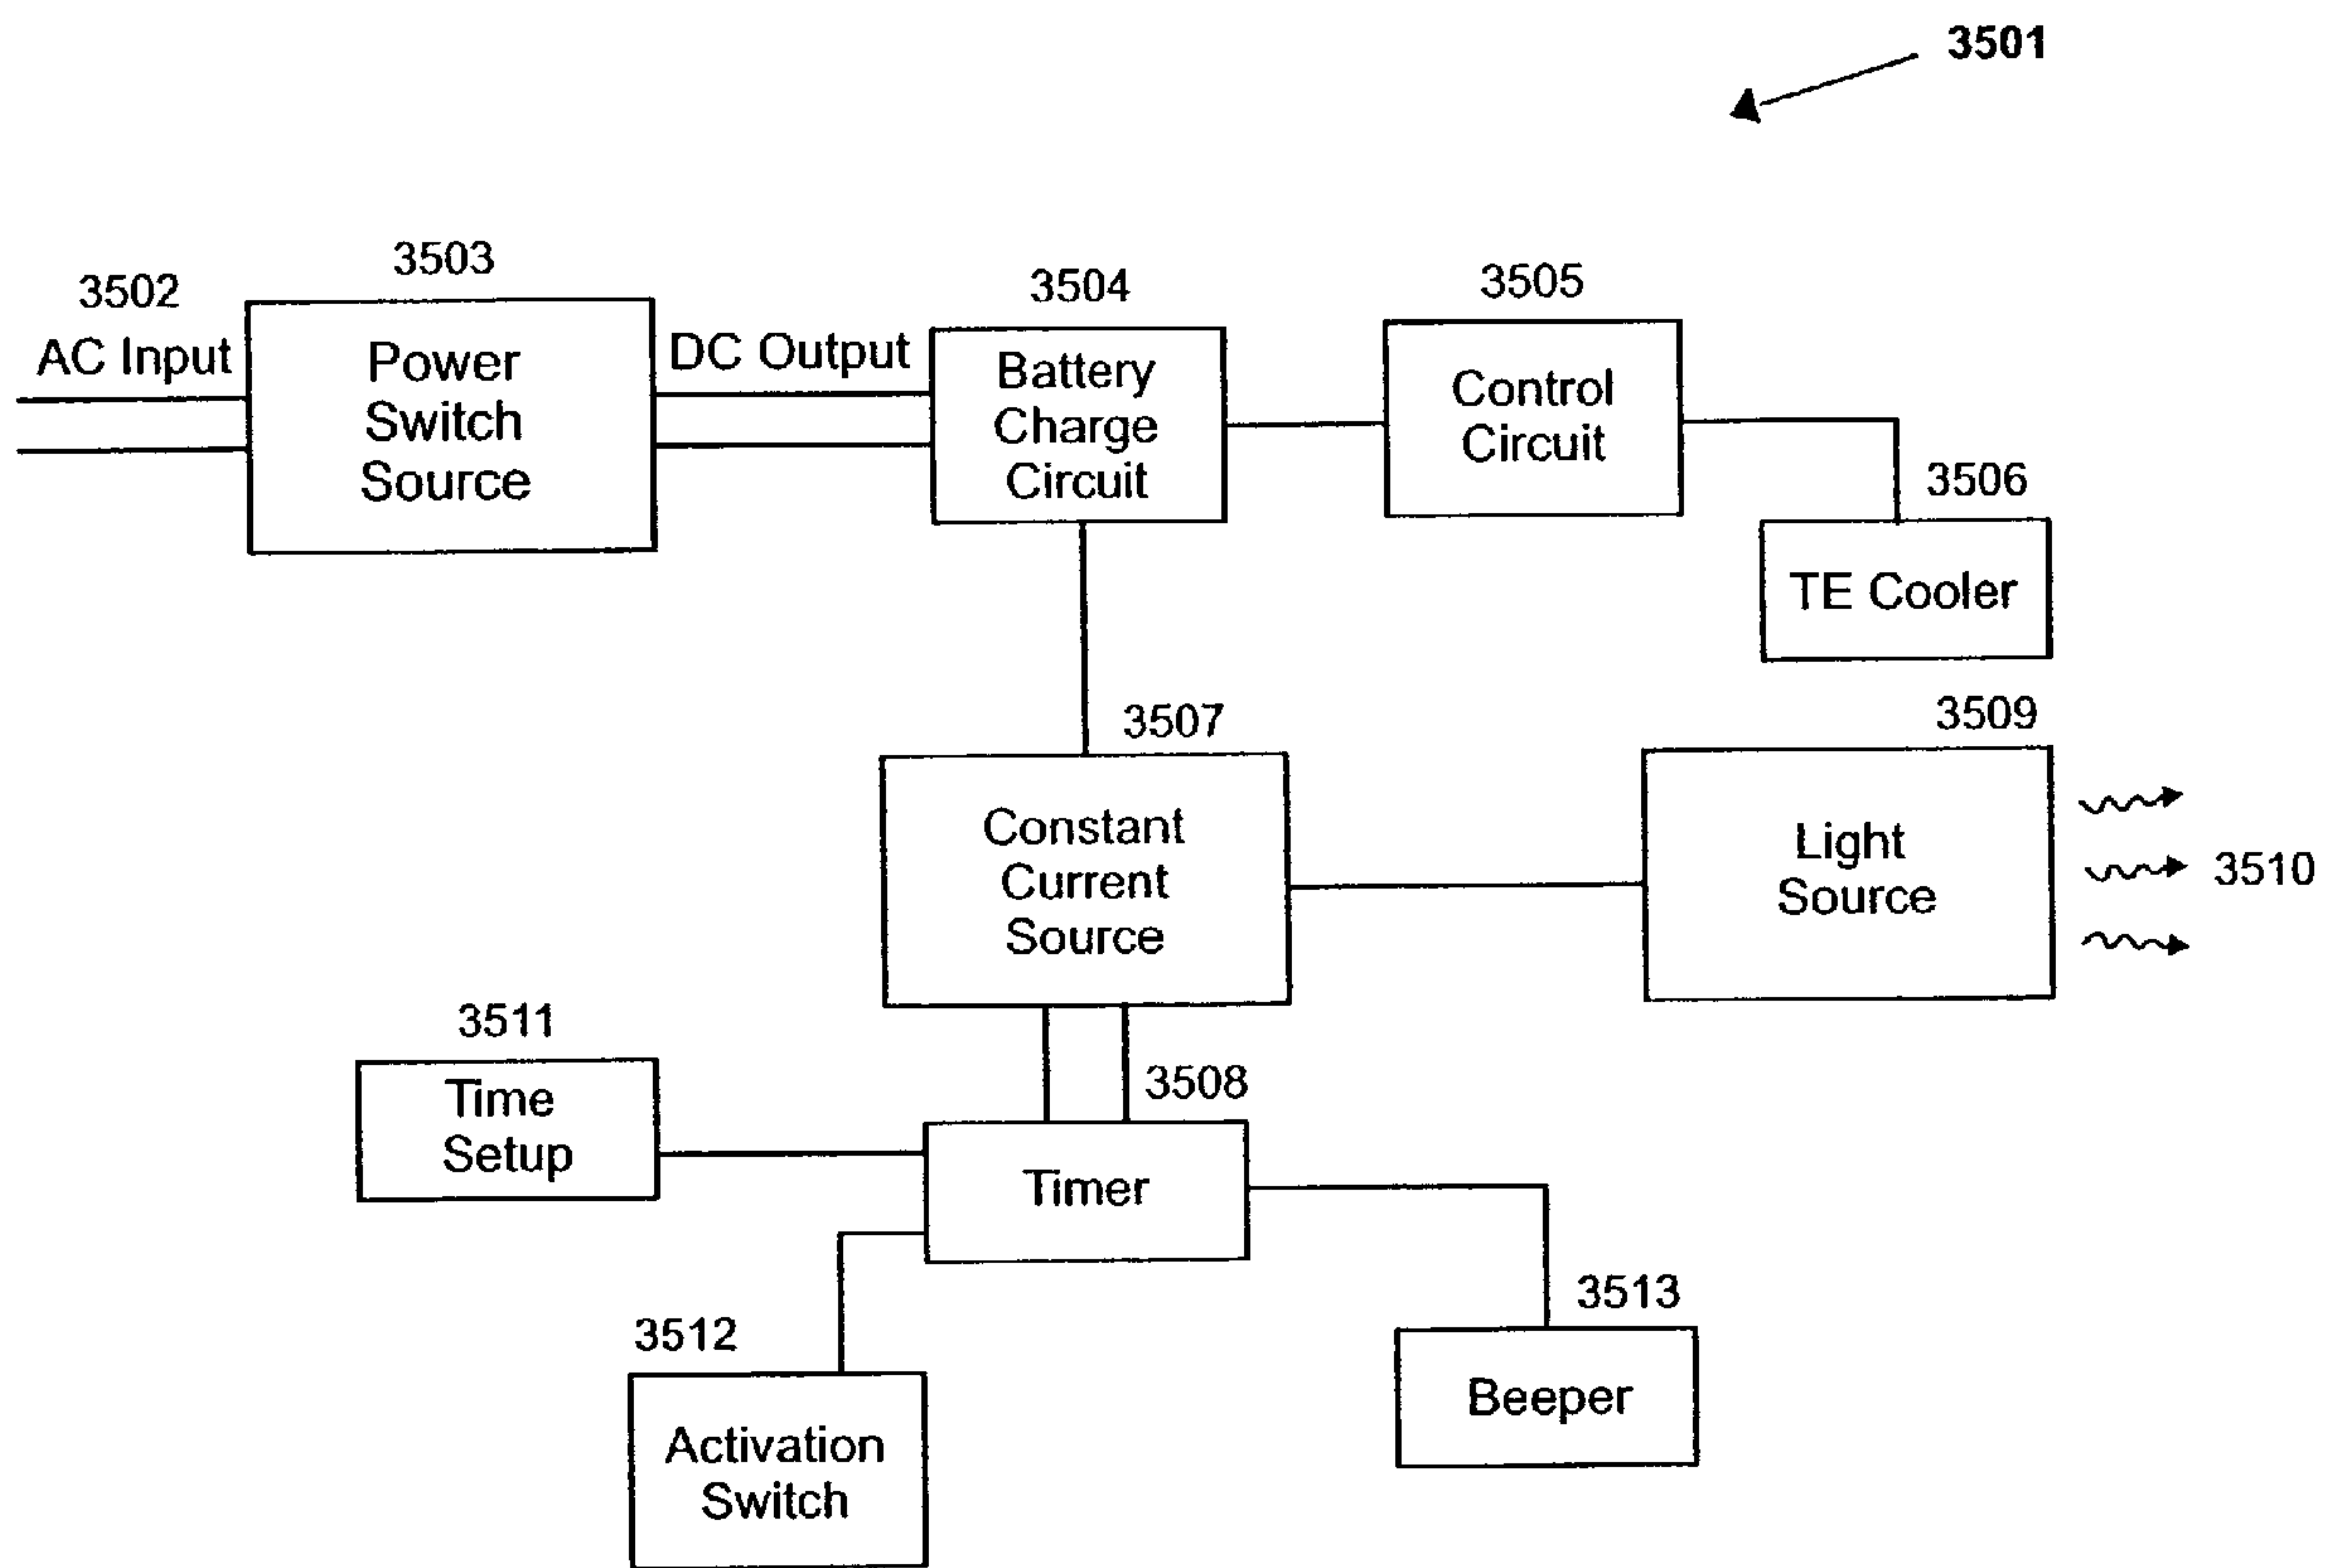 3501
3502
AC Input
3503
Power
Switch
Source
DC Output
3504
Battery
Charge
Circuit
3505
Control
Circuit
3506
TE Cooler
3507
Constant
Current
Source
3509
Light
Source
3510
3511
Time
Setup
3508
Timer
3512
Activation
Switch
3513
Beeper